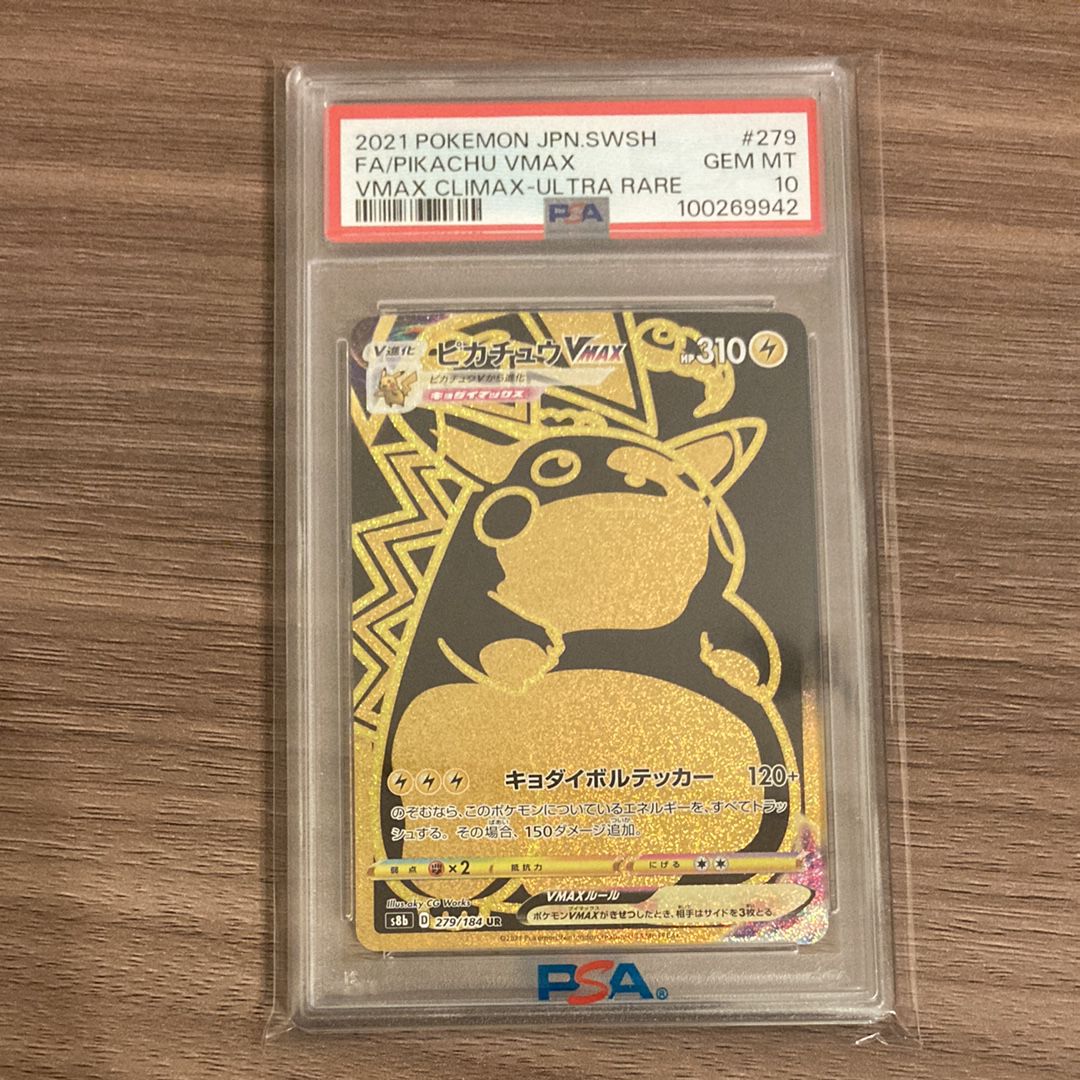 2021 POKEMON JPN.SWSH #279
FA/PIKACHU VMAX GEM MT
VMAX CLIMAX-ULTRA RARE 10
PSA 100269942
V進化 ピカチュウVMAX HP310
ピカチュウVから進化
キョダイマックス
キョダイボルテッカー 120+
のぞむなら、このポケモンについているエネルギーを、すべてトラッ
シュする。その場合、150ダメージ追加。
弱点 ×2 抵抗力 にげる
VMAXルール
ポケモンVMAXがきぜつしたとき、相手はサイドを3枚とる。
Illus.aky CG Works
s8b D 279/184 UR
PSA®